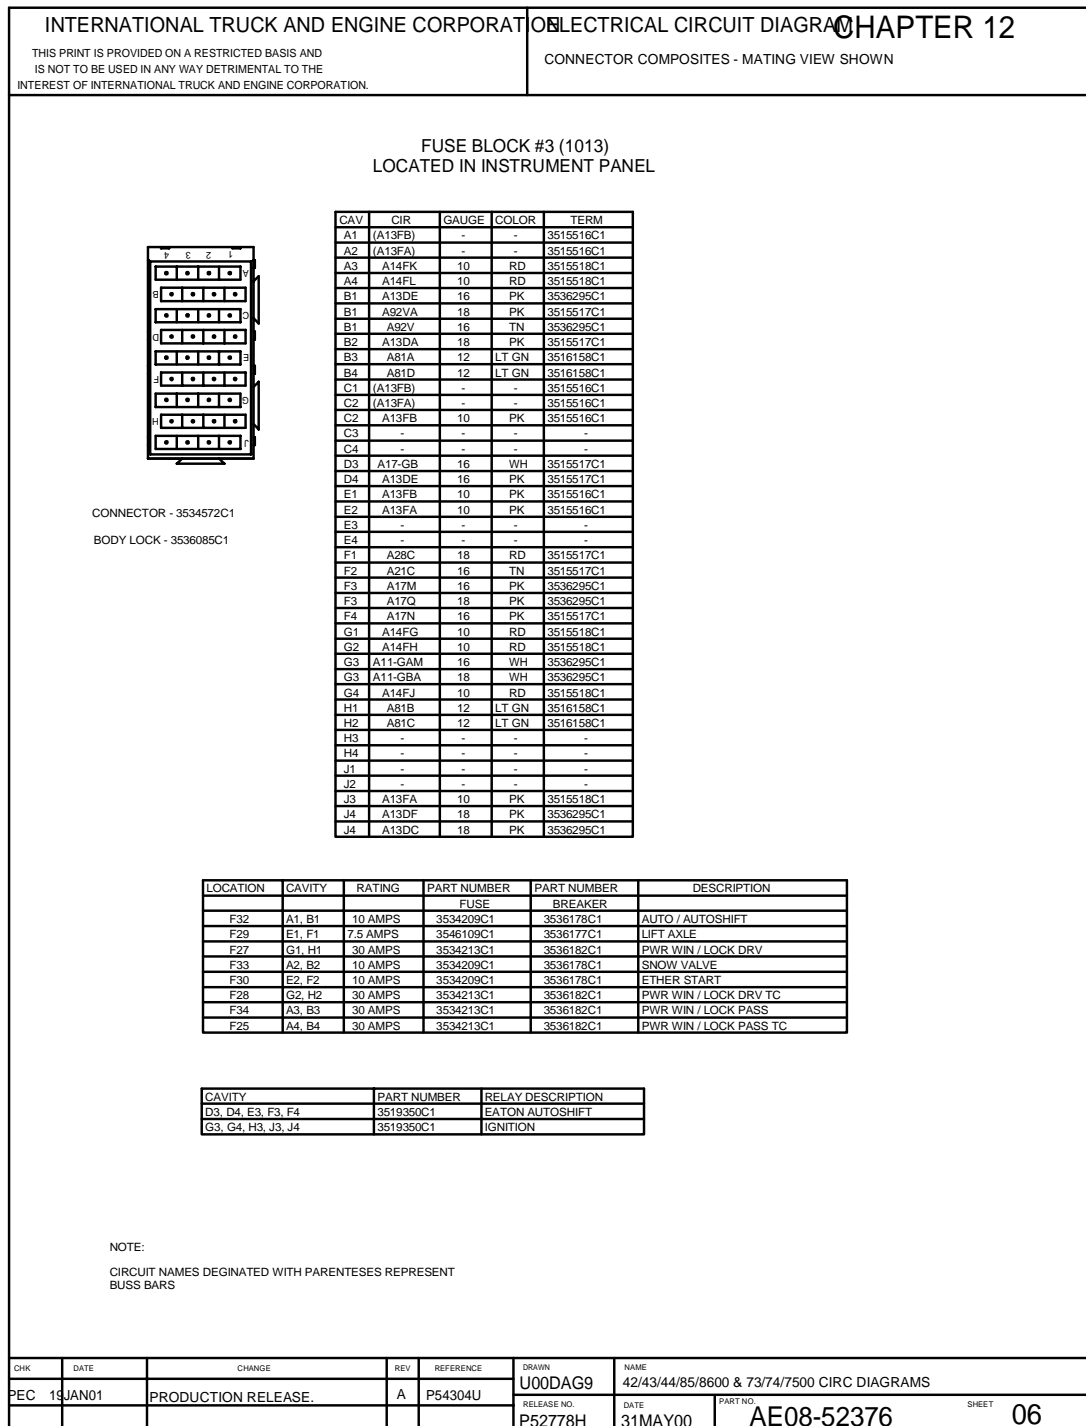 INTERNATIONAL TRUCK AND ENGINE CORPORATION
THIS PRINT IS PROVIDED ON A RESTRICTED BASIS AND
IS NOT TO BE USED IN ANY WAY DETRIMENTAL TO THE
INTEREST OF INTERNATIONAL TRUCK AND ENGINE CORPORATION.
ELECTRICAL CIRCUIT DIAGRAM
CHAPTER 12
CONNECTOR COMPOSITES - MATING VIEW SHOWN
FUSE BLOCK #3 (1013)
LOCATED IN INSTRUMENT PANEL
4 3 2 1
A
B
C
D
E
F
G
H
J
CONNECTOR - 3534572C1
BODY LOCK - 3536085C1
CAV CIR GAUGE COLOR TERM
A1 (A13FB) - - 3515516C1
A2 (A13FA) - - 3515516C1
A3 A14FK 10 RD 3515518C1
A4 A14FL 10 RD 3515518C1
B1 A13DE 16 PK 3536295C1
B1 A92VA 18 PK 3515517C1
B1 A92V 16 TN 3536295C1
B2 A13DA 18 PK 3515517C1
B3 A81A 12 LT GN 3516158C1
B4 A81D 12 LT GN 3516158C1
C1 (A13FB) - - 3515516C1
C2 (A13FA) - - 3515516C1
C2 A13FB 10 PK 3515516C1
C3 - - - -
C4 - - - -
D3 A17-GB 16 WH 3515517C1
D4 A13DE 16 PK 3515517C1
E1 A13FB 10 PK 3515516C1
E2 A13FA 10 PK 3515516C1
E3 - - - -
E4 - - - -
F1 A28C 18 RD 3515517C1
F2 A21C 16 TN 3515517C1
F3 A17M 16 PK 3536295C1
F3 A17Q 18 PK 3536295C1
F4 A17N 16 PK 3515517C1
G1 A14FG 10 RD 3515518C1
G2 A14FH 10 RD 3515518C1
G3 A11-GAM 16 WH 3536295C1
G3 A11-GBA 18 WH 3536295C1
G4 A14FJ 10 RD 3515518C1
H1 A81B 12 LT GN 3516158C1
H2 A81C 12 LT GN 3516158C1
H3 - - - -
H4 - - - -
J1 - - - -
J2 - - - -
J3 A13FA 10 PK 3515518C1
J4 A13DF 18 PK 3536295C1
J4 A13DC 18 PK 3536295C1
LOCATION CAVITY RATING PART NUMBER PART NUMBER DESCRIPTION
FUSE BREAKER
F32 A1, B1 10 AMPS 3534209C1 3536178C1 AUTO / AUTOSHIFT
F29 E1, F1 7.5 AMPS 3546109C1 3536177C1 LIFT AXLE
F27 G1, H1 30 AMPS 3534213C1 3536182C1 PWR WIN / LOCK DRV
F33 A2, B2 10 AMPS 3534209C1 3536178C1 SNOW VALVE
F30 E2, F2 10 AMPS 3534209C1 3536178C1 ETHER START
F28 G2, H2 30 AMPS 3534213C1 3536182C1 PWR WIN / LOCK DRV TC
F34 A3, B3 30 AMPS 3534213C1 3536182C1 PWR WIN / LOCK PASS
F25 A4, B4 30 AMPS 3534213C1 3536182C1 PWR WIN / LOCK PASS TC
CAVITY PART NUMBER RELAY DESCRIPTION
D3, D4, E3, F3, F4 3519350C1 EATON AUTOSHIFT
G3, G4, H3, J3, J4 3519350C1 IGNITION
NOTE:
CIRCUIT NAMES DEGINATED WITH PARENTESES REPRESENT
BUSS BARS
CHK DATE CHANGE REV REFERENCE
PEC 19JAN01 PRODUCTION RELEASE. A P54304U
DRAWN
U00DAG9
NAME
42/43/44/85/8600 & 73/74/7500 CIRC DIAGRAMS
RELEASE NO.
P52778H
DATE
31MAY00
PART NO.
AE08-52376
SHEET 06